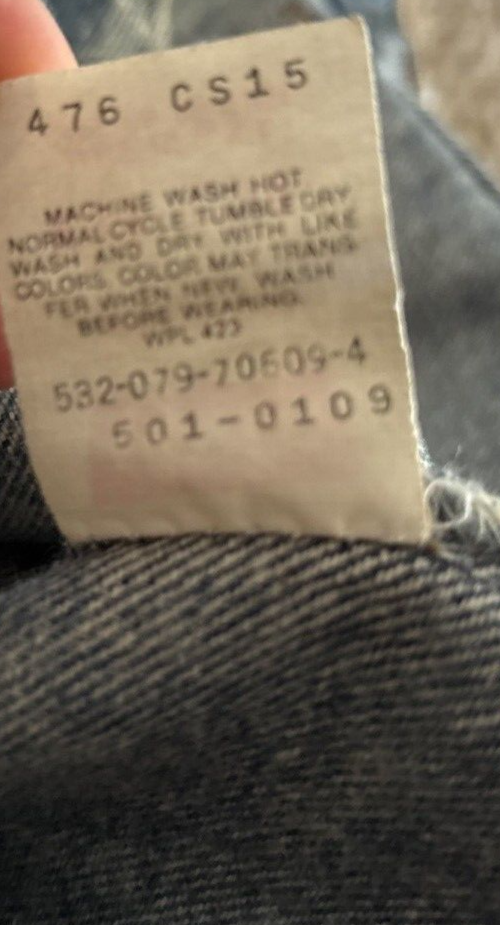 476 CS15
MACHINE WASH HOT
NORMAL CYCLE TUMBLE DRY
WASH AND DRY WITH LIKE
COLORS. COLOR MAY TRANS-
FER WHEN NEW. WASH
BEFORE WEARING.
WPL 423
532-079-70609-4
501-0109